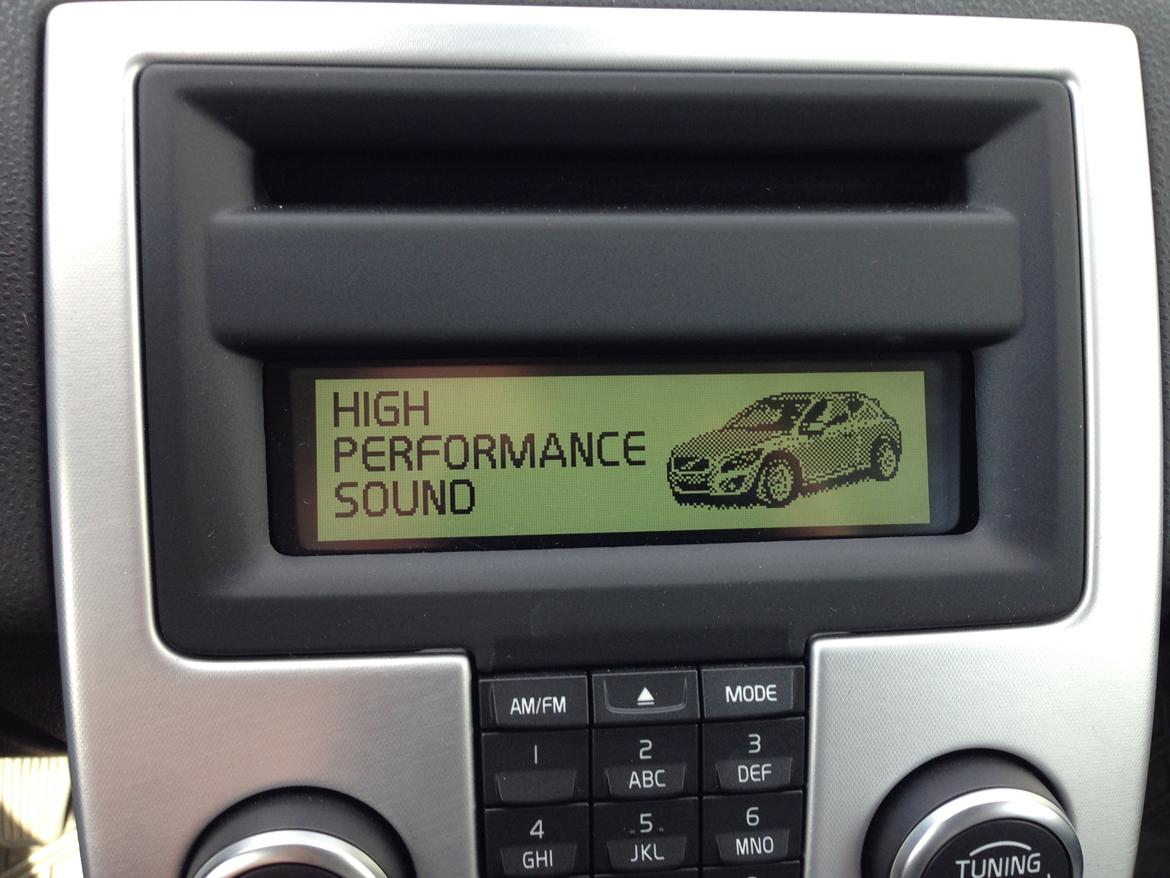 HIGH
PERFORMANCE
SOUND
AM/FM
MODE
1
2
3
ABC
DEF
4
5
6
GHI
JKL
MNO
TUNING